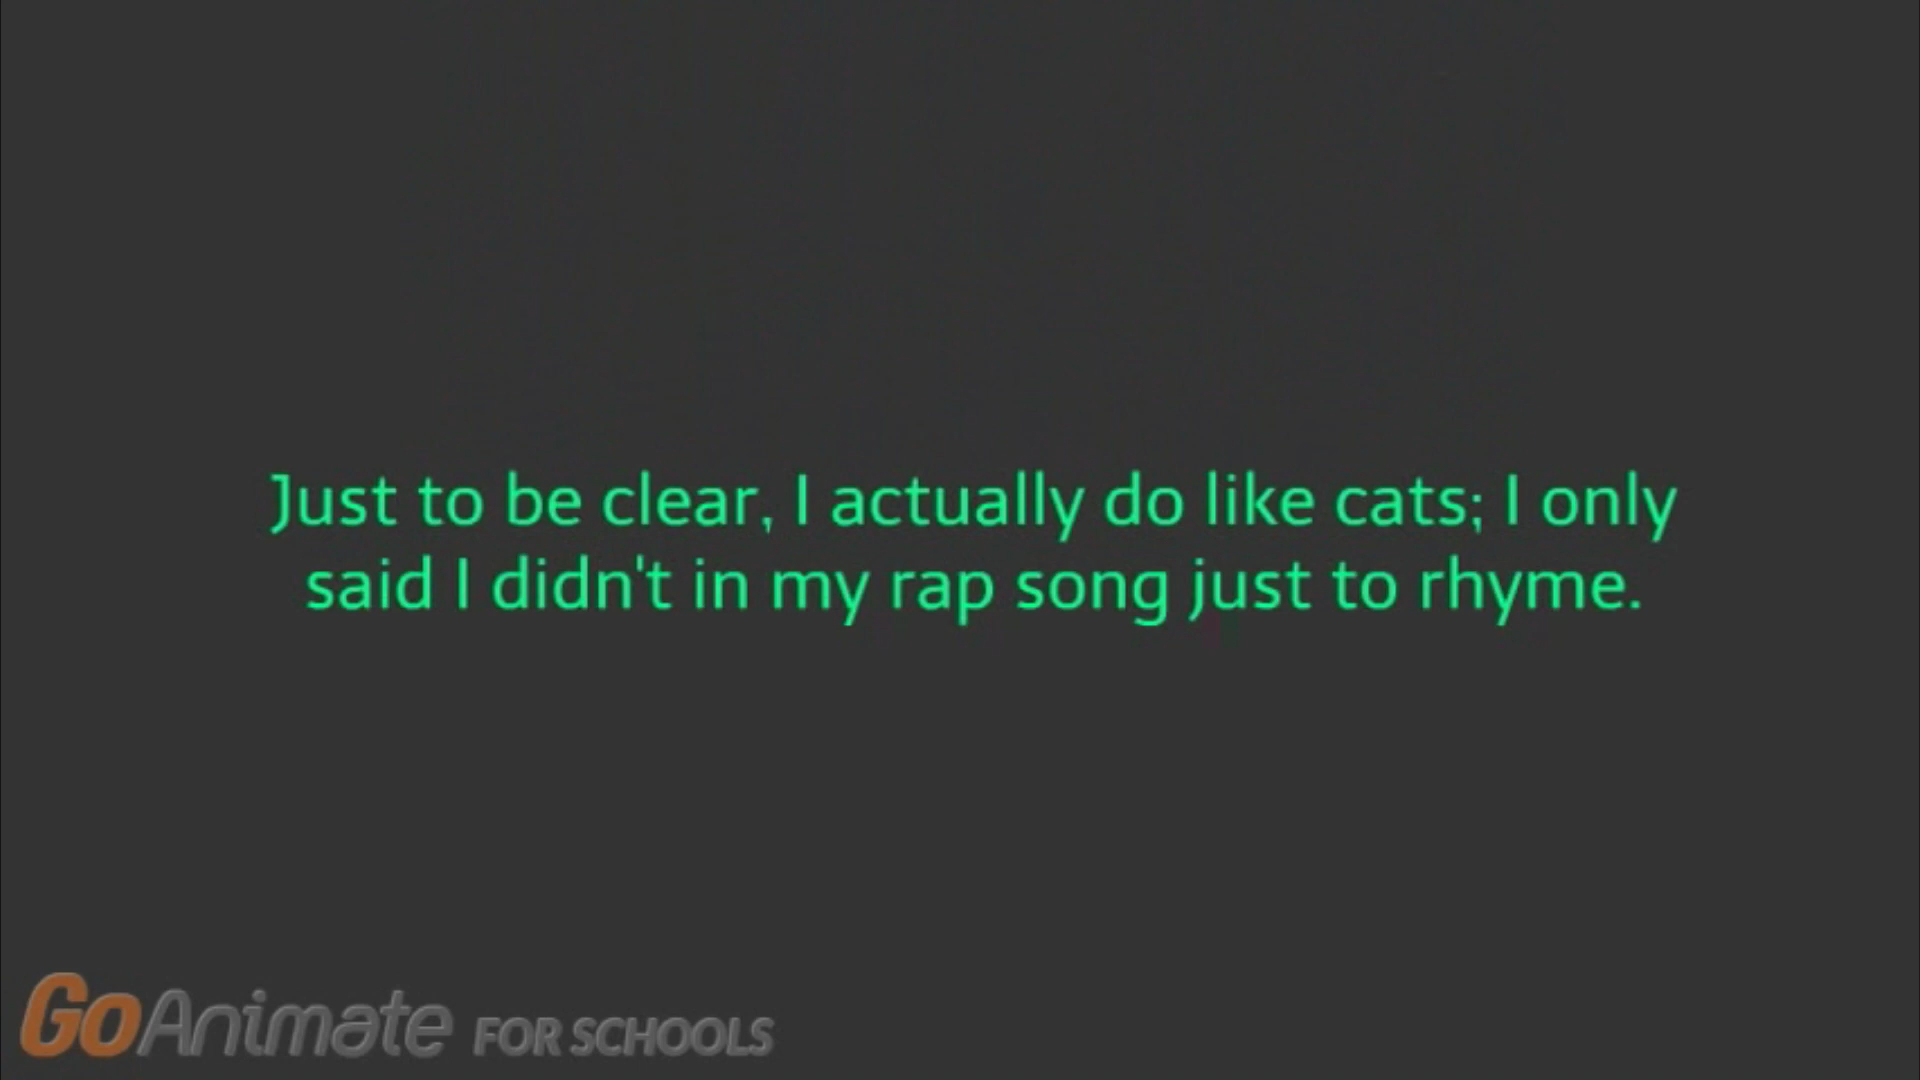 Just to be clear, I actually do like cats; I only
said I didn't in my rap song just to rhyme.
GoAnimate FOR SCHOOLS